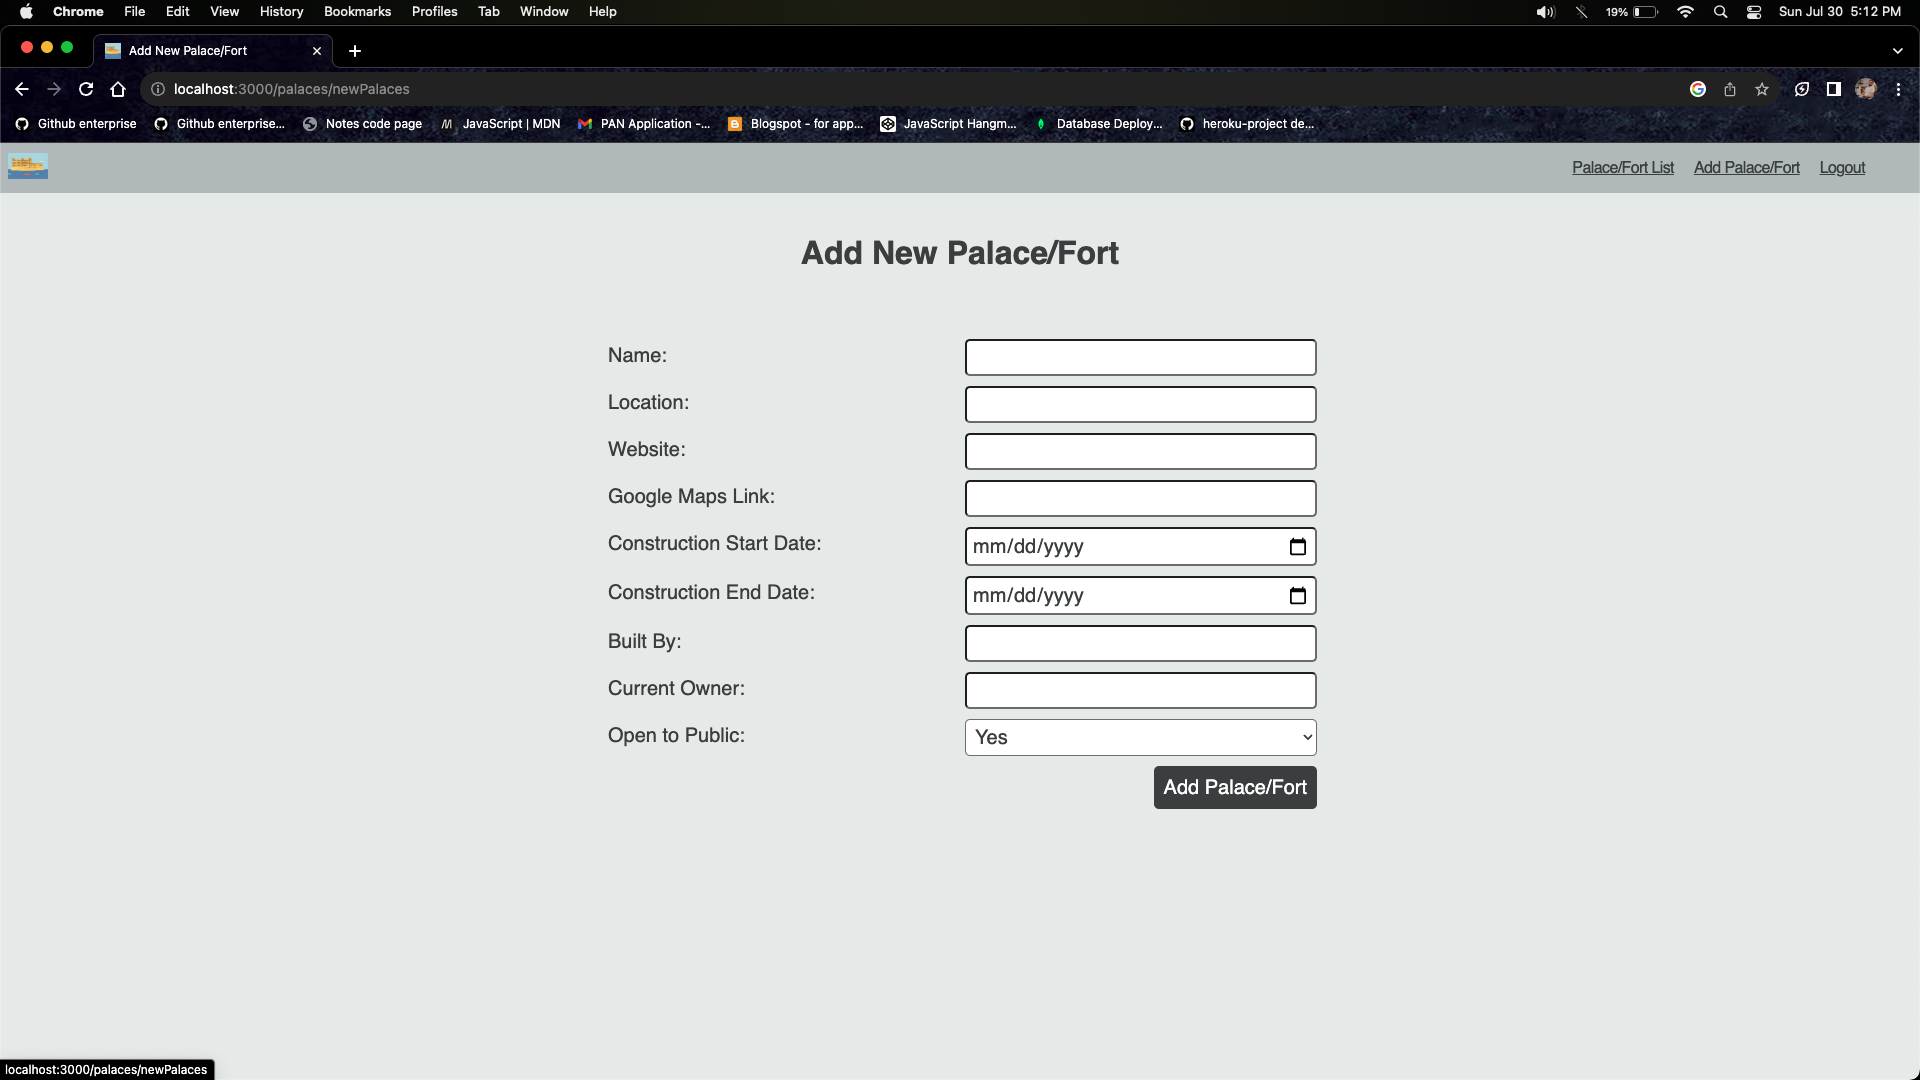 Chrome File Edit View History Bookmarks Profiles Tab Window Help 19% Sun Jul 30 5:12 PM
Add New Palace/Fort
localhost:3000/palaces/newPalaces
Github enterprise Github enterprise... Notes code page JavaScript | MDN PAN Application -... Blogspot - for app... JavaScript Hangm... Database Deploy... heroku-project de...
Palace/Fort List Add Palace/Fort Logout
Add New Palace/Fort
Name:
Location:
Website:
Google Maps Link:
Construction Start Date: mm/dd/yyyy
Construction End Date: mm/dd/yyyy
Built By:
Current Owner:
Open to Public: Yes
Add Palace/Fort
localhost:3000/palaces/newPalaces